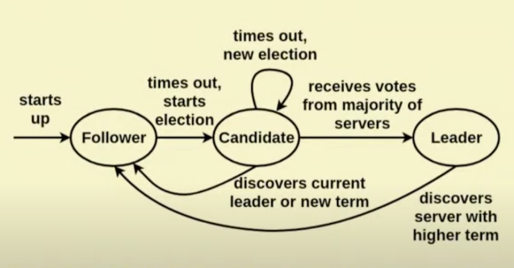 times out,
new election
times out,
starts
election
receives votes
from majority of
servers
starts
up
Follower
Candidate
Leader
discovers current
leader or new term
discovers
server with
higher term